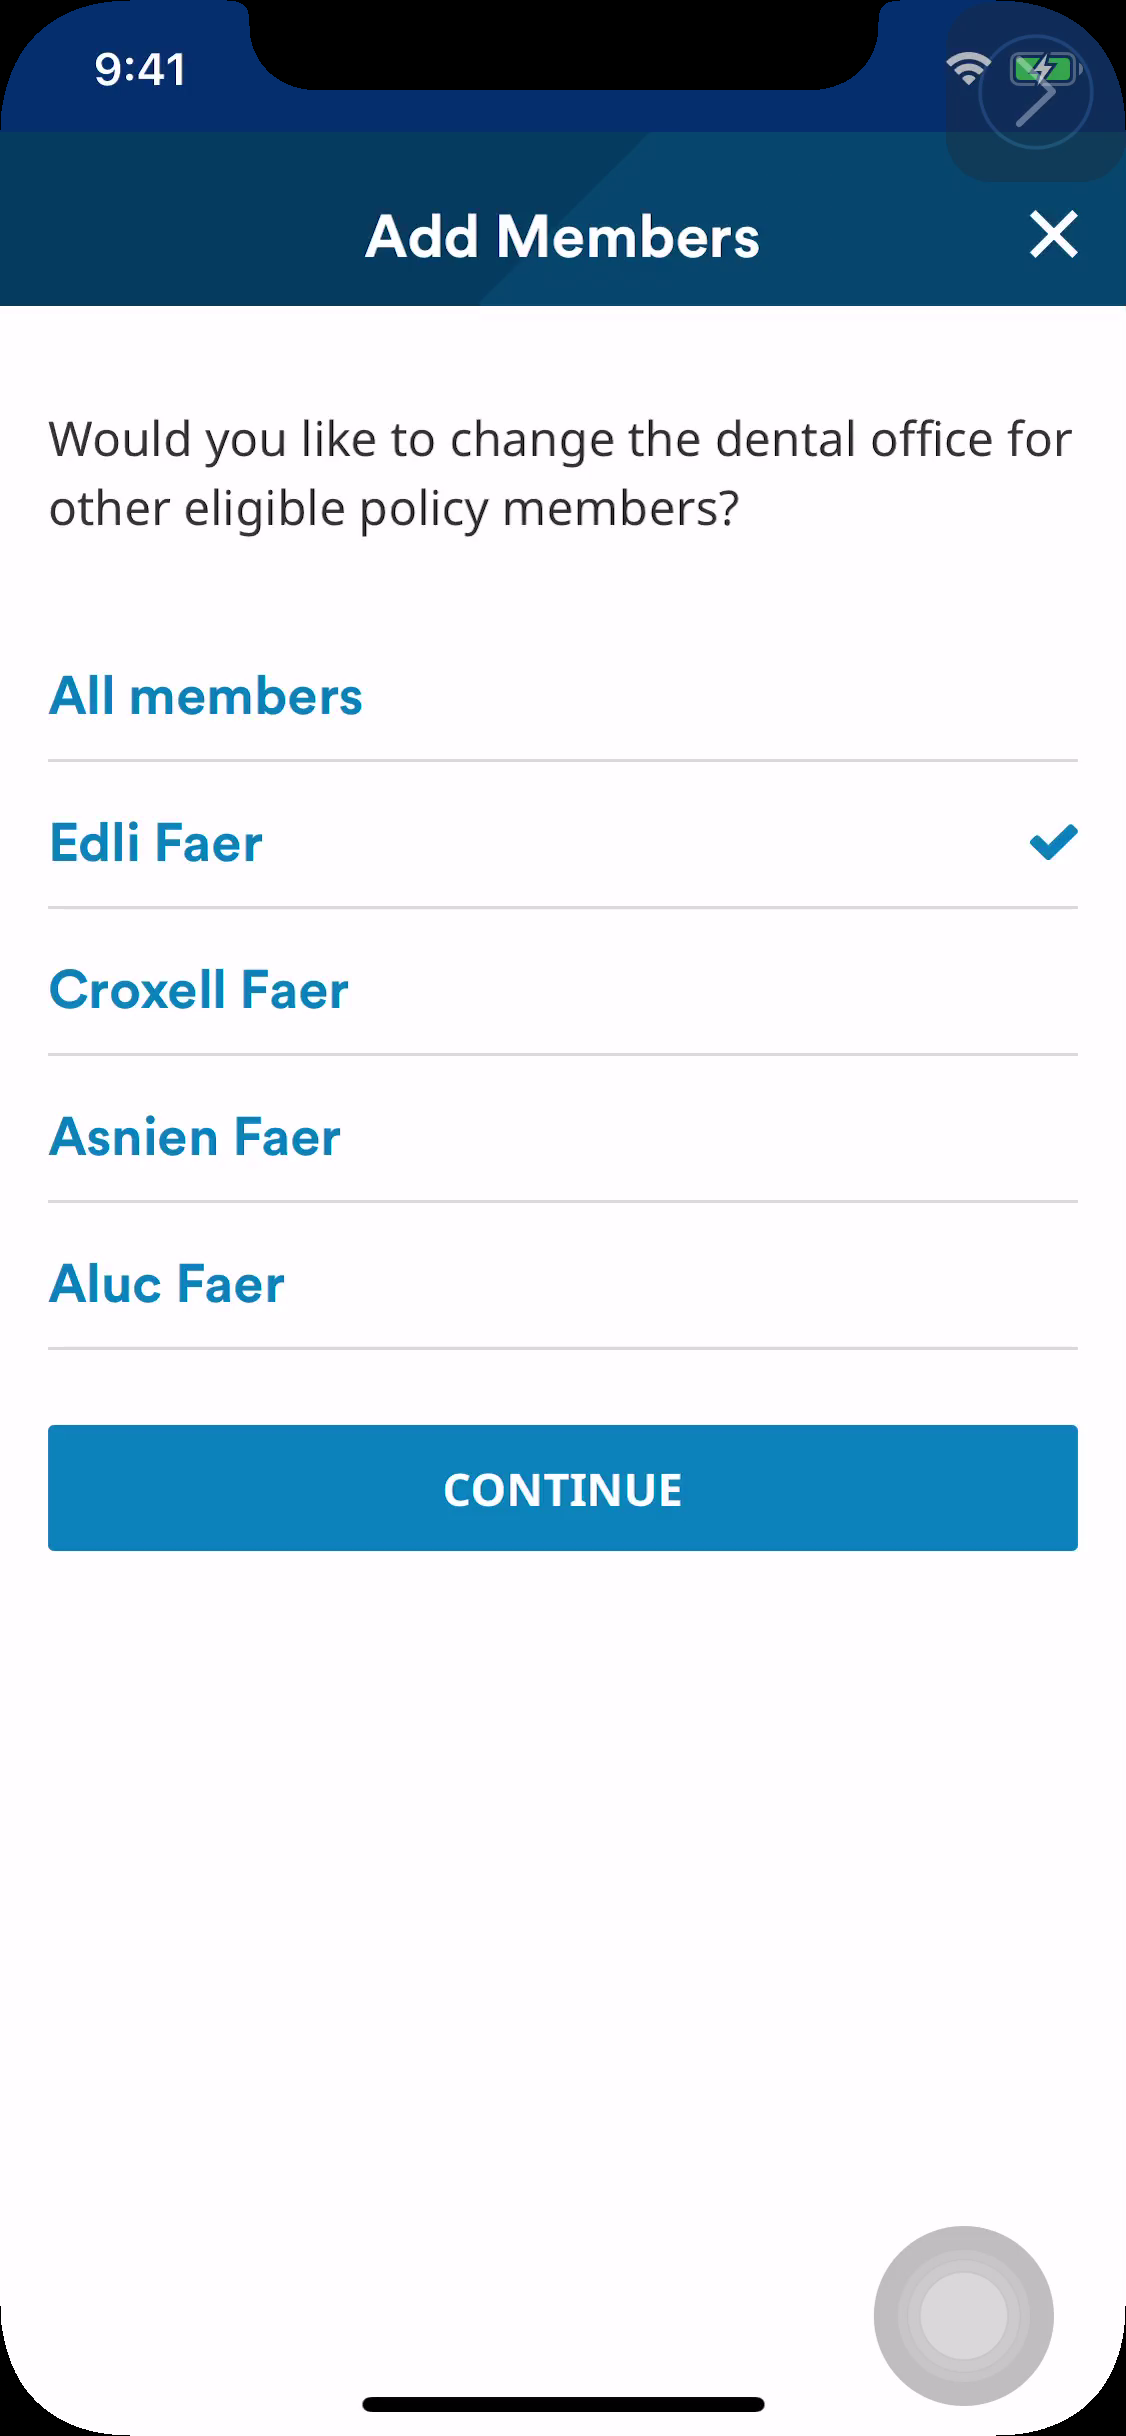 9:41
Add Members
Would you like to change the dental office for
other eligible policy members?
All members
Edli Faer
Croxell Faer
Asnien Faer
Aluc Faer
CONTINUE